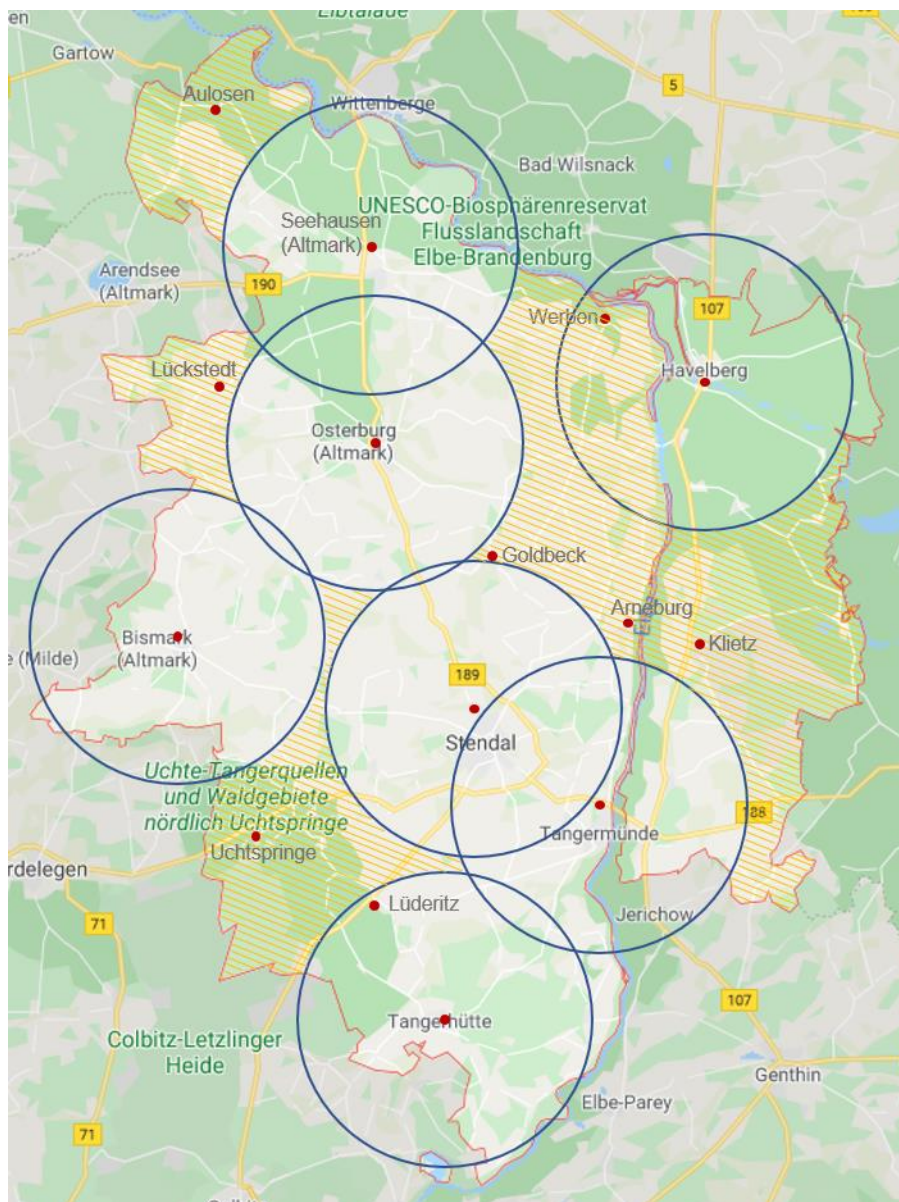 Elbtalaue
Gartow
5
Aulosen
Wittenberge
Bad Wilsnack
UNESCO-Biosphärenreservat
Flusslandschaft
Elbe-Brandenburg
Seehausen
(Altmark)
Arendsee
(Altmark)
190
107
Werben
Havelberg
Lückstedt
Osterburg
(Altmark)
Goldbeck
Arneburg
Klietz
Bismark
(Altmark)
e (Milde)
189
Stendal
Uchte-Tangerquellen
und Waldgebiete
nördlich Uchtspringe
188
Tangermünde
Uchtspringe
rdelegen
Lüderitz
71
Jerichow
107
Tangerhütte
Colbitz-Letzlinger
Heide
Genthin
Elbe-Parey
71